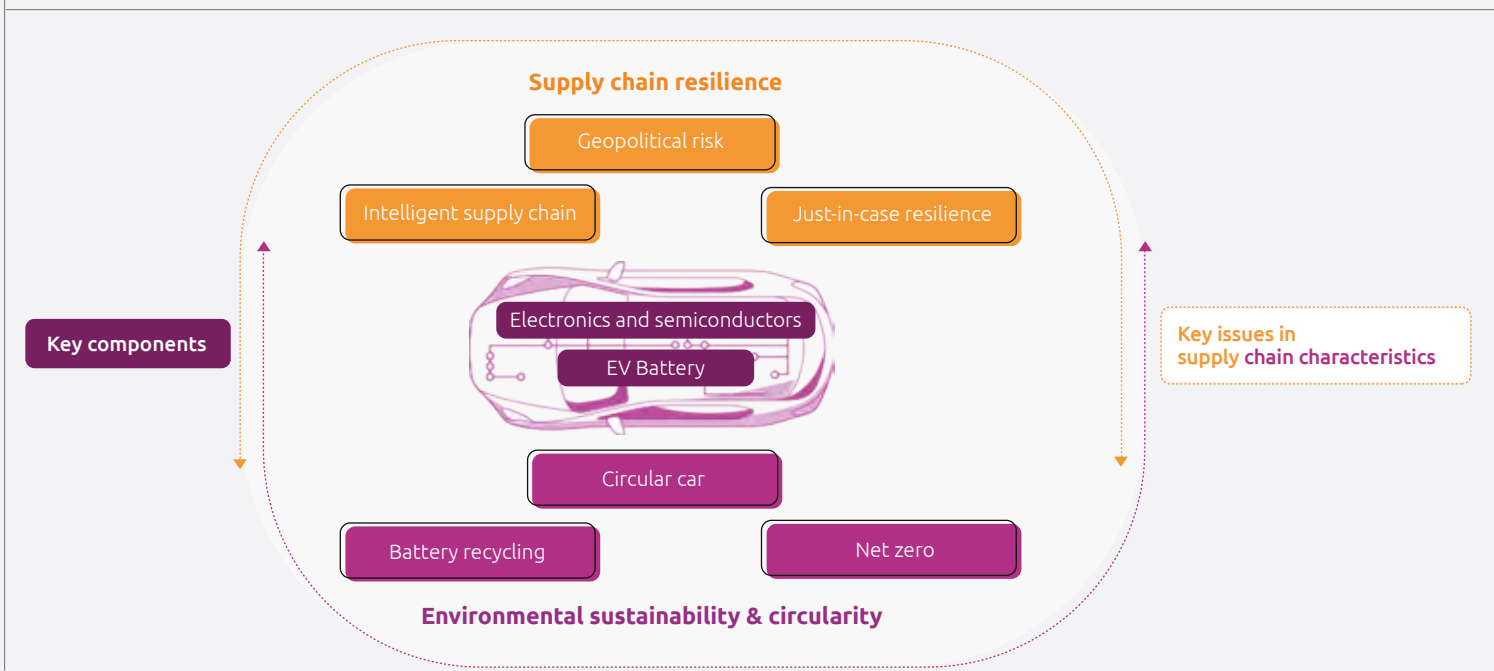 Supply chain resilience
Geopolitical risk
Intelligent supply chain
Just-in-case resilience
Electronics and semiconductors
EV Battery
Key components
Key issues in
supply chain characteristics
Circular car
Battery recycling
Net zero
Environmental sustainability & circularity